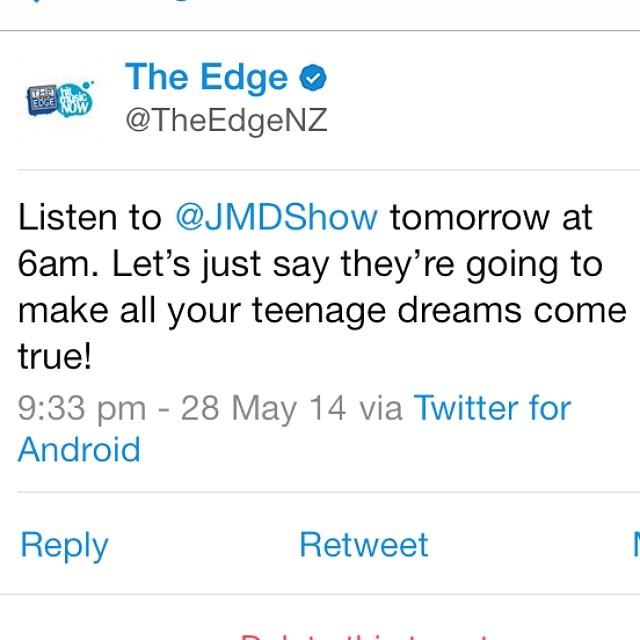 The Edge
@TheEdgeNZ
THE
EDGE
hit
music
NOW
Listen to @JMDShow tomorrow at
6am. Let’s just say they’re going to
make all your teenage dreams come
true!
9:33 pm - 28 May 14 via Twitter for
Android
Reply Retweet